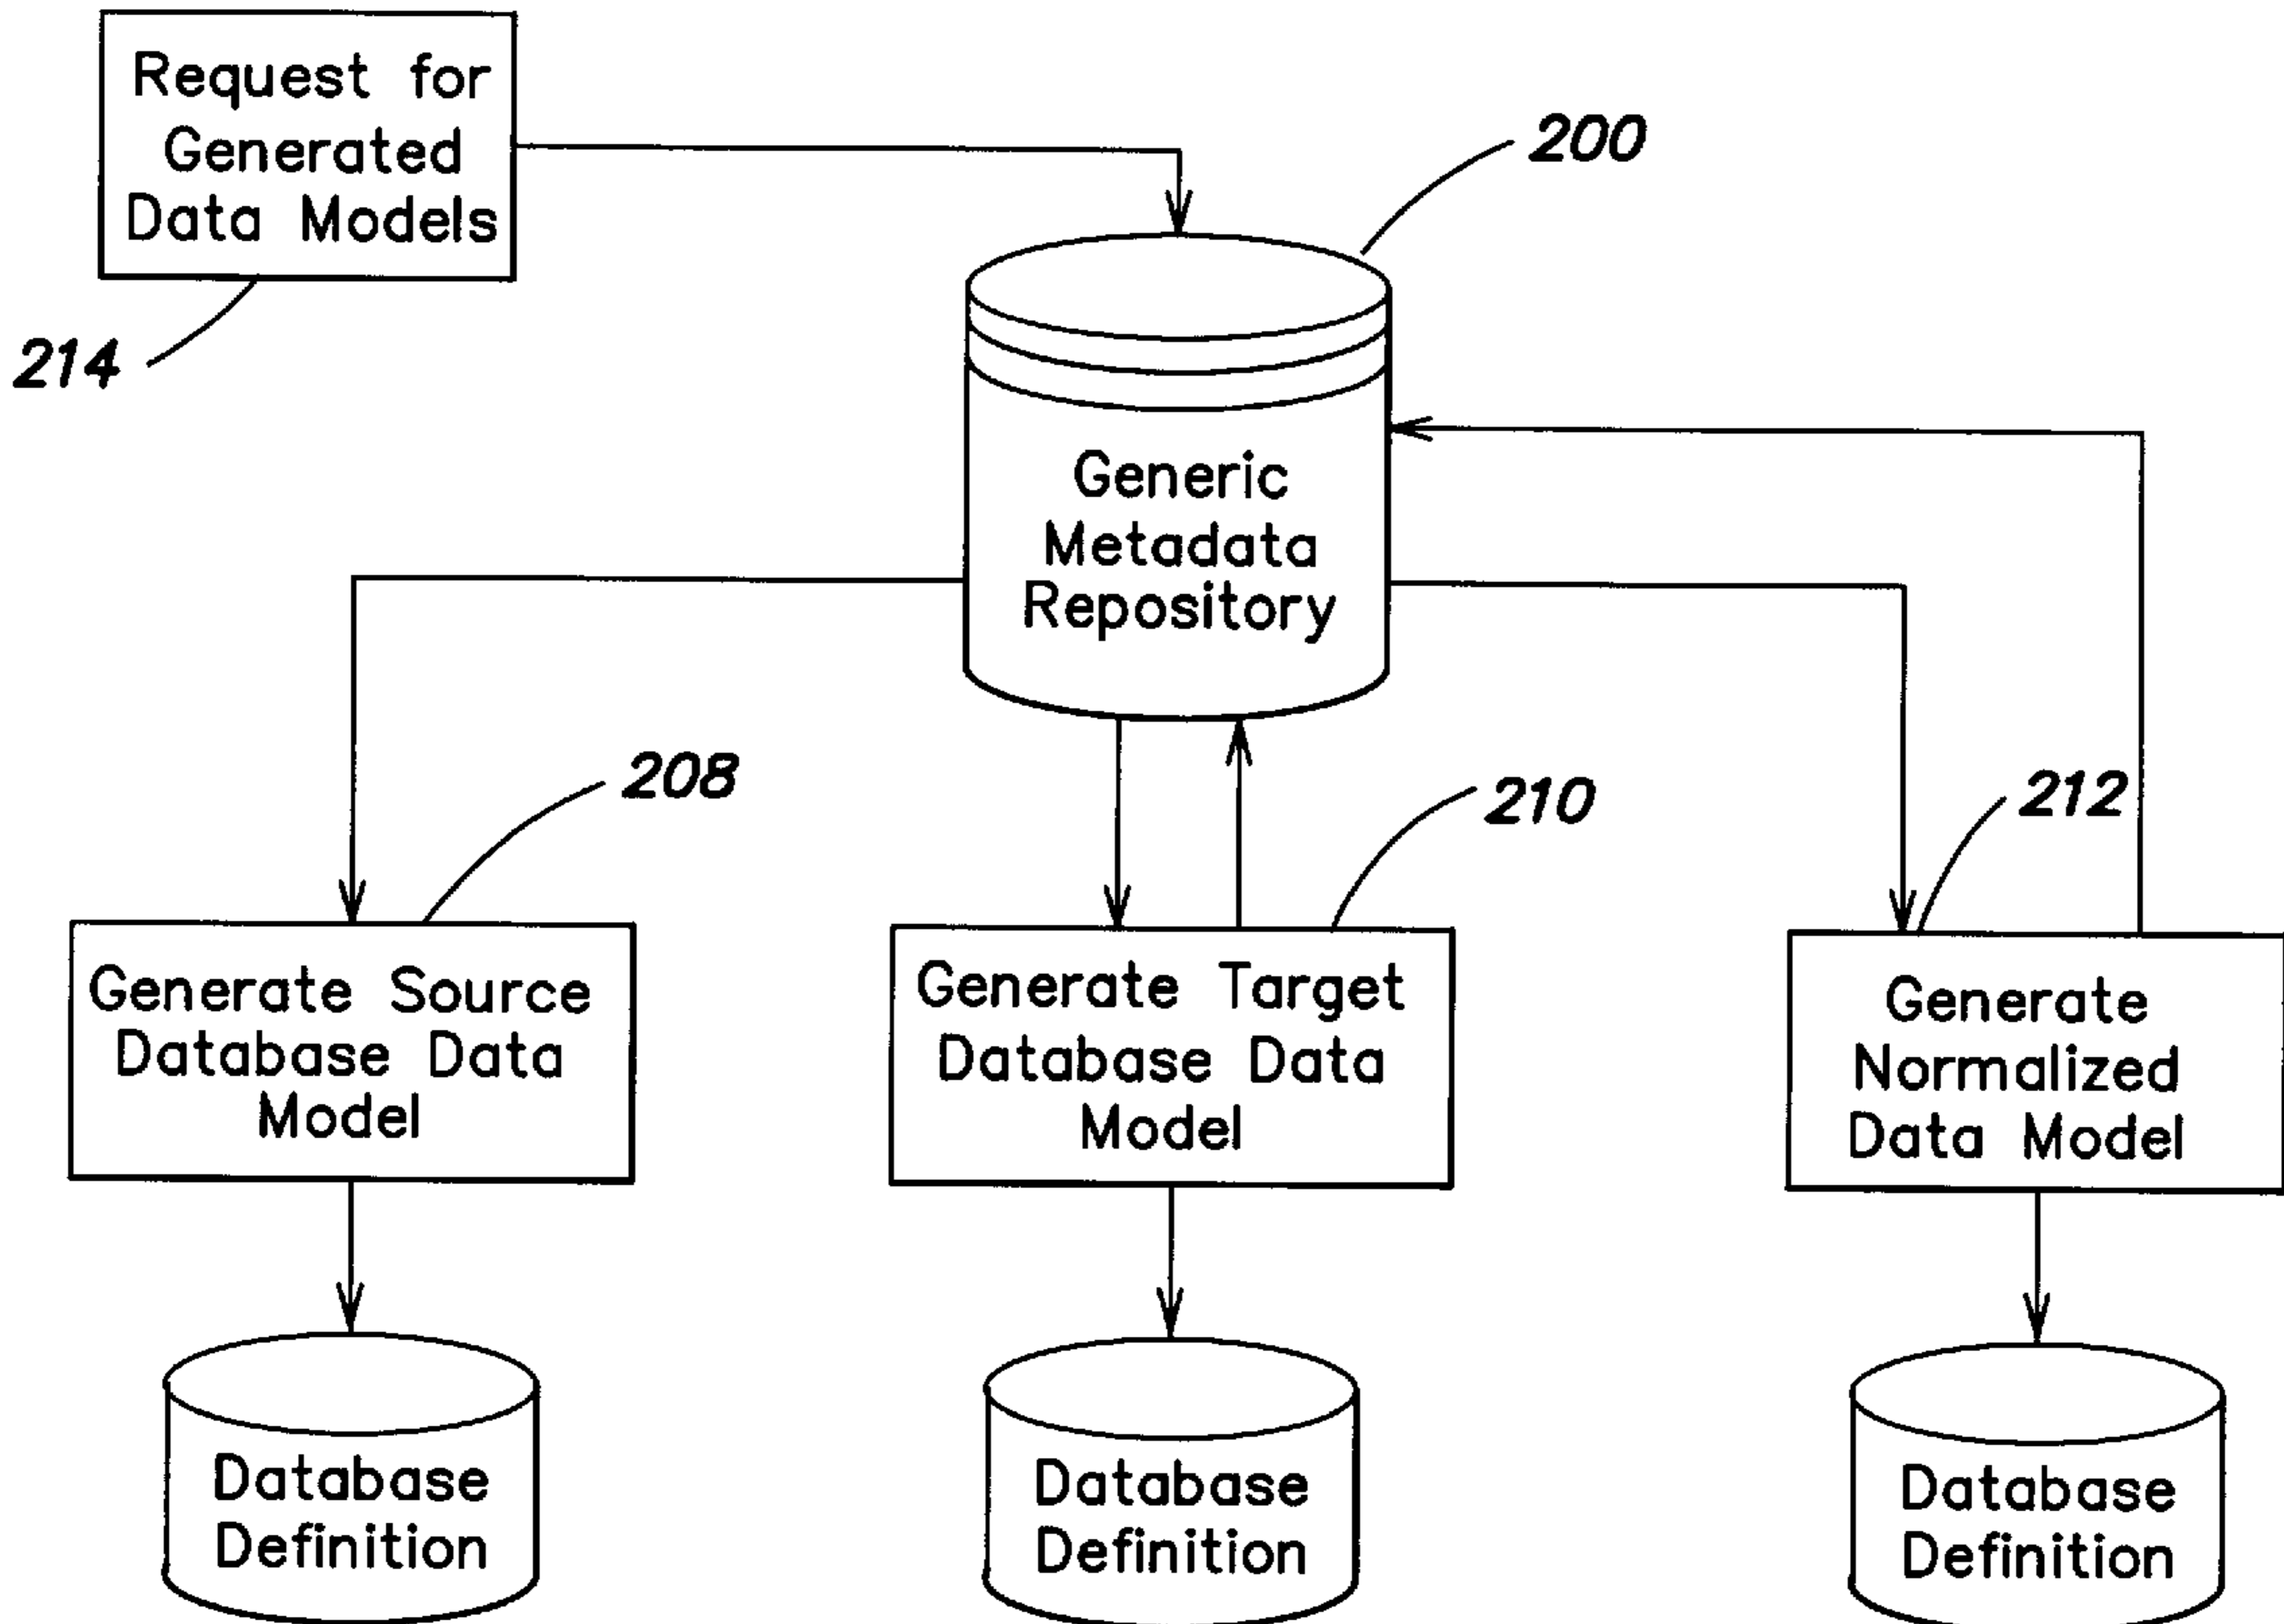 Request for
Generated
Data Models
200
214
Generic
Metadata
Repository
208
210
212
Generate Source
Database Data
Model
Generate Target
Database Data
Model
Generate
Normalized
Data Model
Database
Definition
Database
Definition
Database
Definition